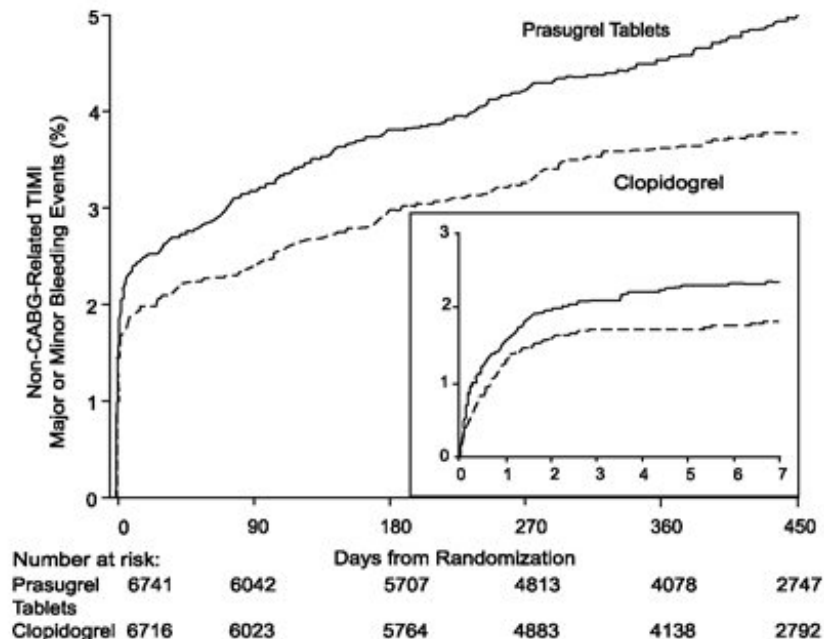 Non-CABG-Related TIMI
Major or Minor Bleeding Events (%)
5
4
3
2
1
0
Prasugrel Tablets
Clopidogrel
3
2
1
0
0 1 2 3 4 5 6 7
0 90 180 270 360 450
Days from Randomization
Number at risk:
Prasugrel 6741 6042 5707 4813 4078 2747
Tablets
Clopidogrel 6716 6023 5764 4883 4138 2792